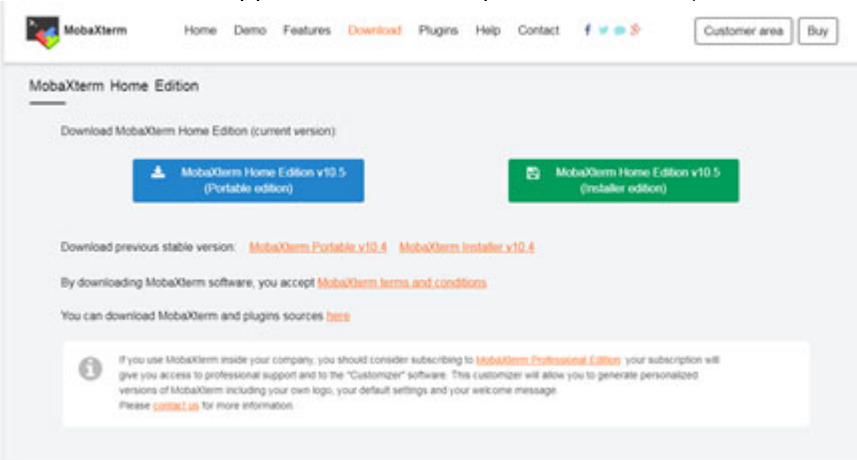 MobaXterm Home Demo Features Download Plugins Help Contact Customer area Buy
MobaXterm Home Edition
Download MobaXterm Home Edition (current version):
MobaXterm Home Edition v10.5
(Portable edition)
MobaXterm Home Edition v10.5
(Installer edition)
Download previous stable version: MobaXterm Portable v10.4 MobaXterm Installer v10.4
By downloading MobaXterm software, you accept MobaXterm terms and conditions
You can download MobaXterm and plugins sources here
If you use MobaXterm inside your company, you should consider subscribing to MobaXterm Professional Edition: your subscription will
give you access to professional support and to the "Customizer" software. This customizer will allow you to generate personalized
versions of MobaXterm including your own logo, your default settings and your welcome message.
Please contact us for more information.